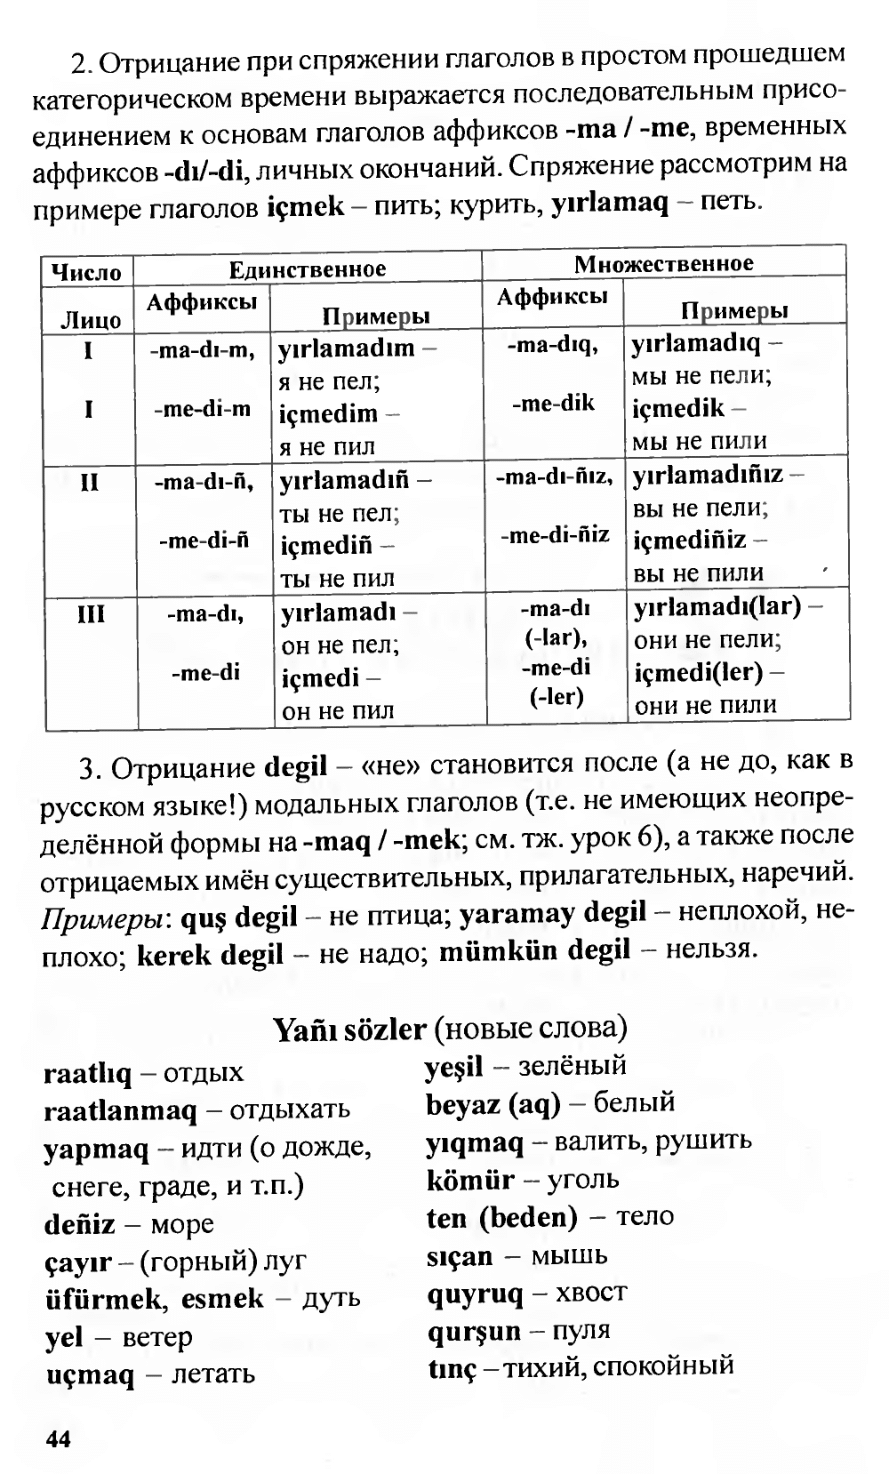 2. Отрицание при спряжении глаголов в простом прошедшем
категорическом времени выражается последовательным присо-
единением к основам глаголов аффиксов -ma / -me, временных
аффиксов -dı/-di, личных окончаний. Спряжение рассмотрим на
примере глаголов içmek – пить; курить, yırlamaq – петь.
Число Единственное Множественное
Лицо Аффиксы Примеры Аффиксы Примеры
I -ma-dı-m, yırlamadım – -ma-dıq, yırlamadıq –
я не пел; мы не пели;
I -me-di-m içmedim – -me-dik içmedik –
я не пил мы не пили
II -ma-dı-ñ, yırlamadıñ – -ma-dı-ñız, yırlamadıñız –
ты не пел; вы не пели;
-me-di-ñ içmediñ – -me-di-ñiz içmediñiz –
ты не пил вы не пили
III -ma-dı, yırlamadı – -ma-dı yırlamadı(lar) –
он не пел; (-lar), они не пели;
-me-di içmedi – -me-di içmedi(ler) –
он не пил (-ler) они не пили
3. Отрицание degil – «не» становится после (а не до, как в
русском языке!) модальных глаголов (т.е. не имеющих неопре-
делённой формы на -maq / -mek; см. тж. урок 6), а также после
отрицаемых имён существительных, прилагательных, наречий.
Примеры: quş degil – не птица; yaramay degil – неплохой, не-
плохо; kerek degil – не надо; mümkün degil – нельзя.
Yañı sözler (новые слова)
raatlıq – отдых
raatlanmaq – отдыхать
yapmaq – идти (о дожде,
снеге, граде, и т.п.)
deñiz – море
çayır – (горный) луг
üfürmek, esmek – дуть
yel – ветер
uçmaq – летать
yeşil – зелёный
beyaz (aq) – белый
yıqmaq – валить, рушить
kömür – уголь
ten (beden) – тело
sıçan – мышь
quyruq – хвост
qurşun – пуля
tınç – тихий, спокойный
44